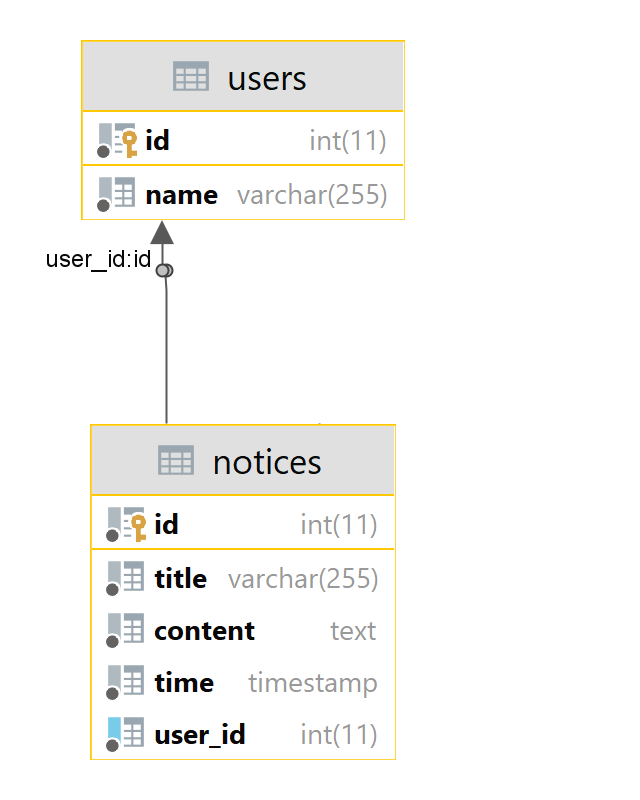 users
id int(11)
name varchar(255)
user_id:id
notices
id int(11)
title varchar(255)
content text
time timestamp
user_id int(11)